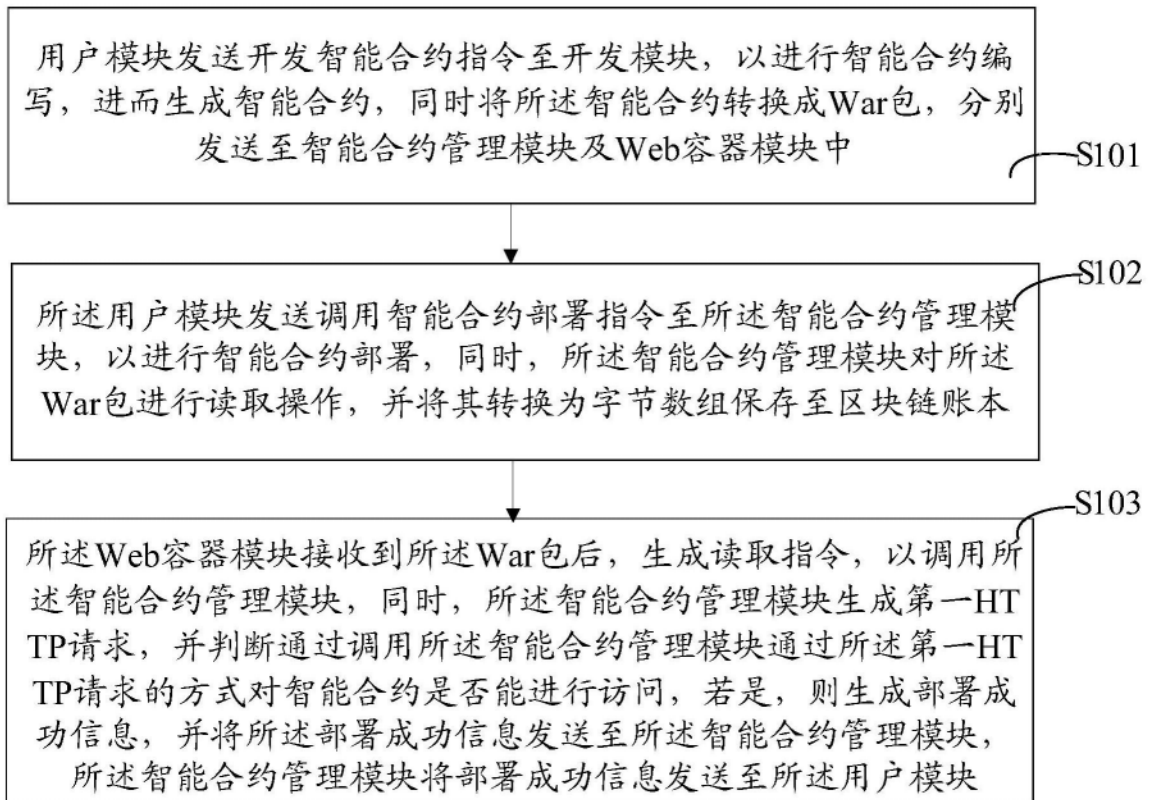 用户模块发送开发智能合约指令至开发模块，以进行智能合约编
写，进而生成智能合约，同时将所述智能合约转换成War包，分别
发送至智能合约管理模块及Web容器模块中
S101
S102
所述用户模块发送调用智能合约部署指令至所述智能合约管理模
块，以进行智能合约部署，同时，所述智能合约管理模块对所述
War包进行读取操作，并将其转换为字节数组保存至区块链账本
S103
所述Web容器模块接收到所述War包后，生成读取指令，以调用所
述智能合约管理模块，同时，所述智能合约管理模块生成第一HT
TP请求，并判断通过调用所述智能合约管理模块通过所述第一HT
TP请求的方式对智能合约是否能进行访问，若是，则生成部署成
功信息，并将所述部署成功信息发送至所述智能合约管理模块，
所述智能合约管理模块将部署成功信息发送至所述用户模块